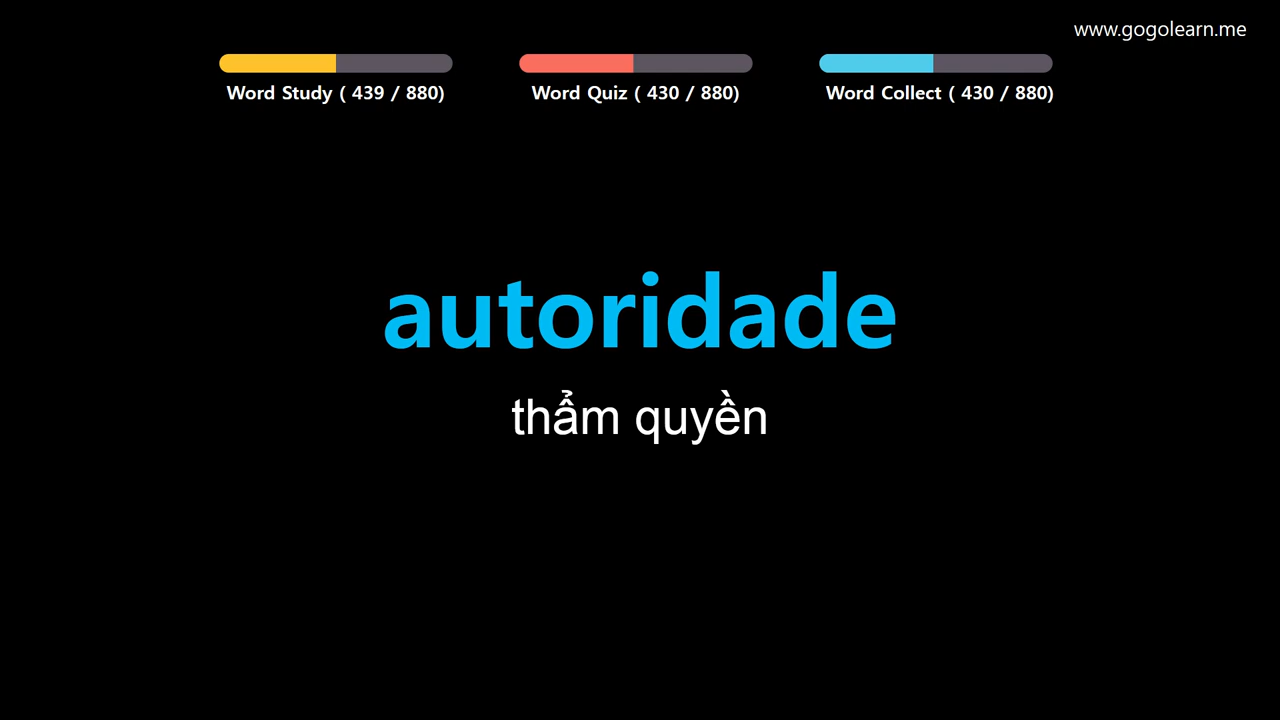 www.gogolearn.me
Word Study ( 439 / 880)
Word Quiz ( 430 / 880)
Word Collect ( 430 / 880)
autoridade
thẩm quyền